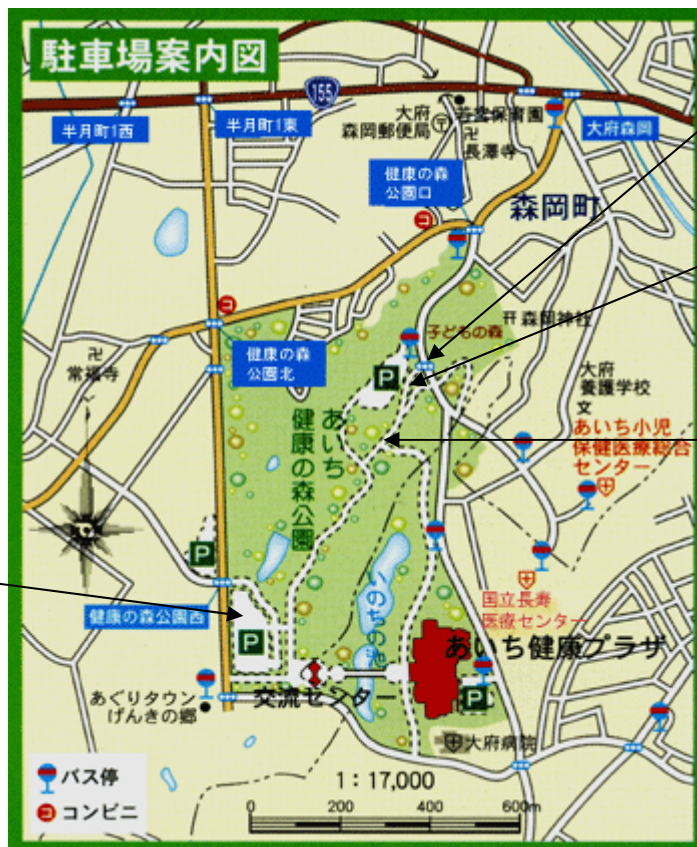 駐車場案内図
155
半月町1西
半月町1東
大府
森岡郵便局
若宮保育園
卍
長澤寺
大府森岡
健康の森
公園口
森岡町
コ
コ
子どもの森
森岡神社
卍
常福寺
健康の森
公園北
P
大府
養護学校
文
あいち小児
保健医療総合
センター
あいち
健康の森公園
P
いのちの池
国立長寿
医療センター
健康の森公園西
P
あいち健康プラザ
P
あぐりタウン
げんきの郷
交流センター
大府病院
バス停
コ コンビニ
1:17,000
0 200 400 600m